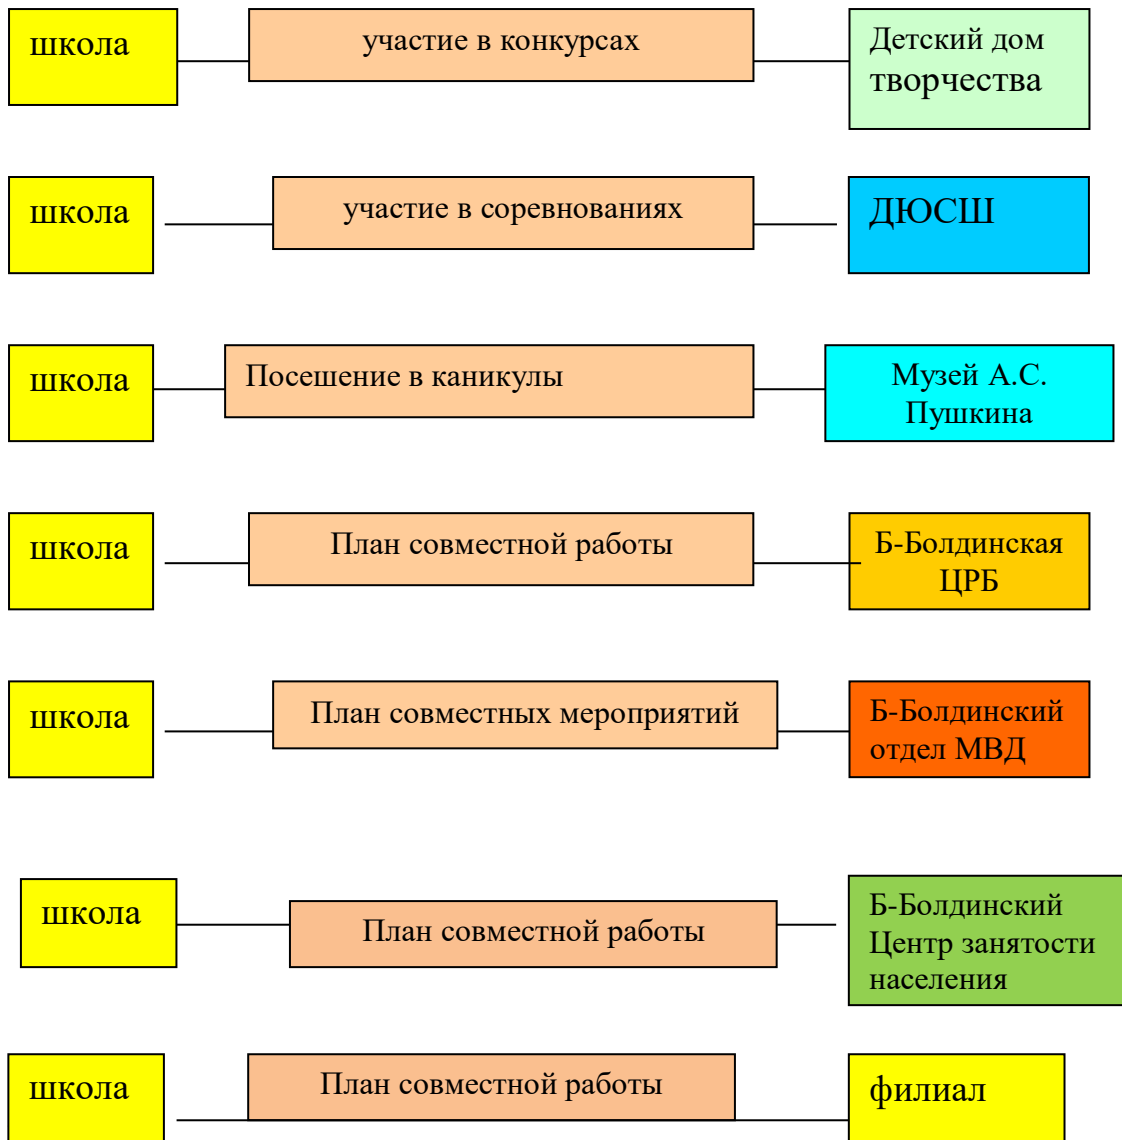 школа
участие в конкурсах
Детский дом
творчества
школа
участие в соревнованиях
ДЮСШ
школа
Посешение в каникулы
Музей А.С.
Пушкина
школа
План совместной работы
Б-Болдинская
ЦРБ
школа
План совместных мероприятий
Б-Болдинский
отдел МВД
школа
План совместной работы
Б-Болдинский
Центр занятости
населения
школа
План совместной работы
филиал